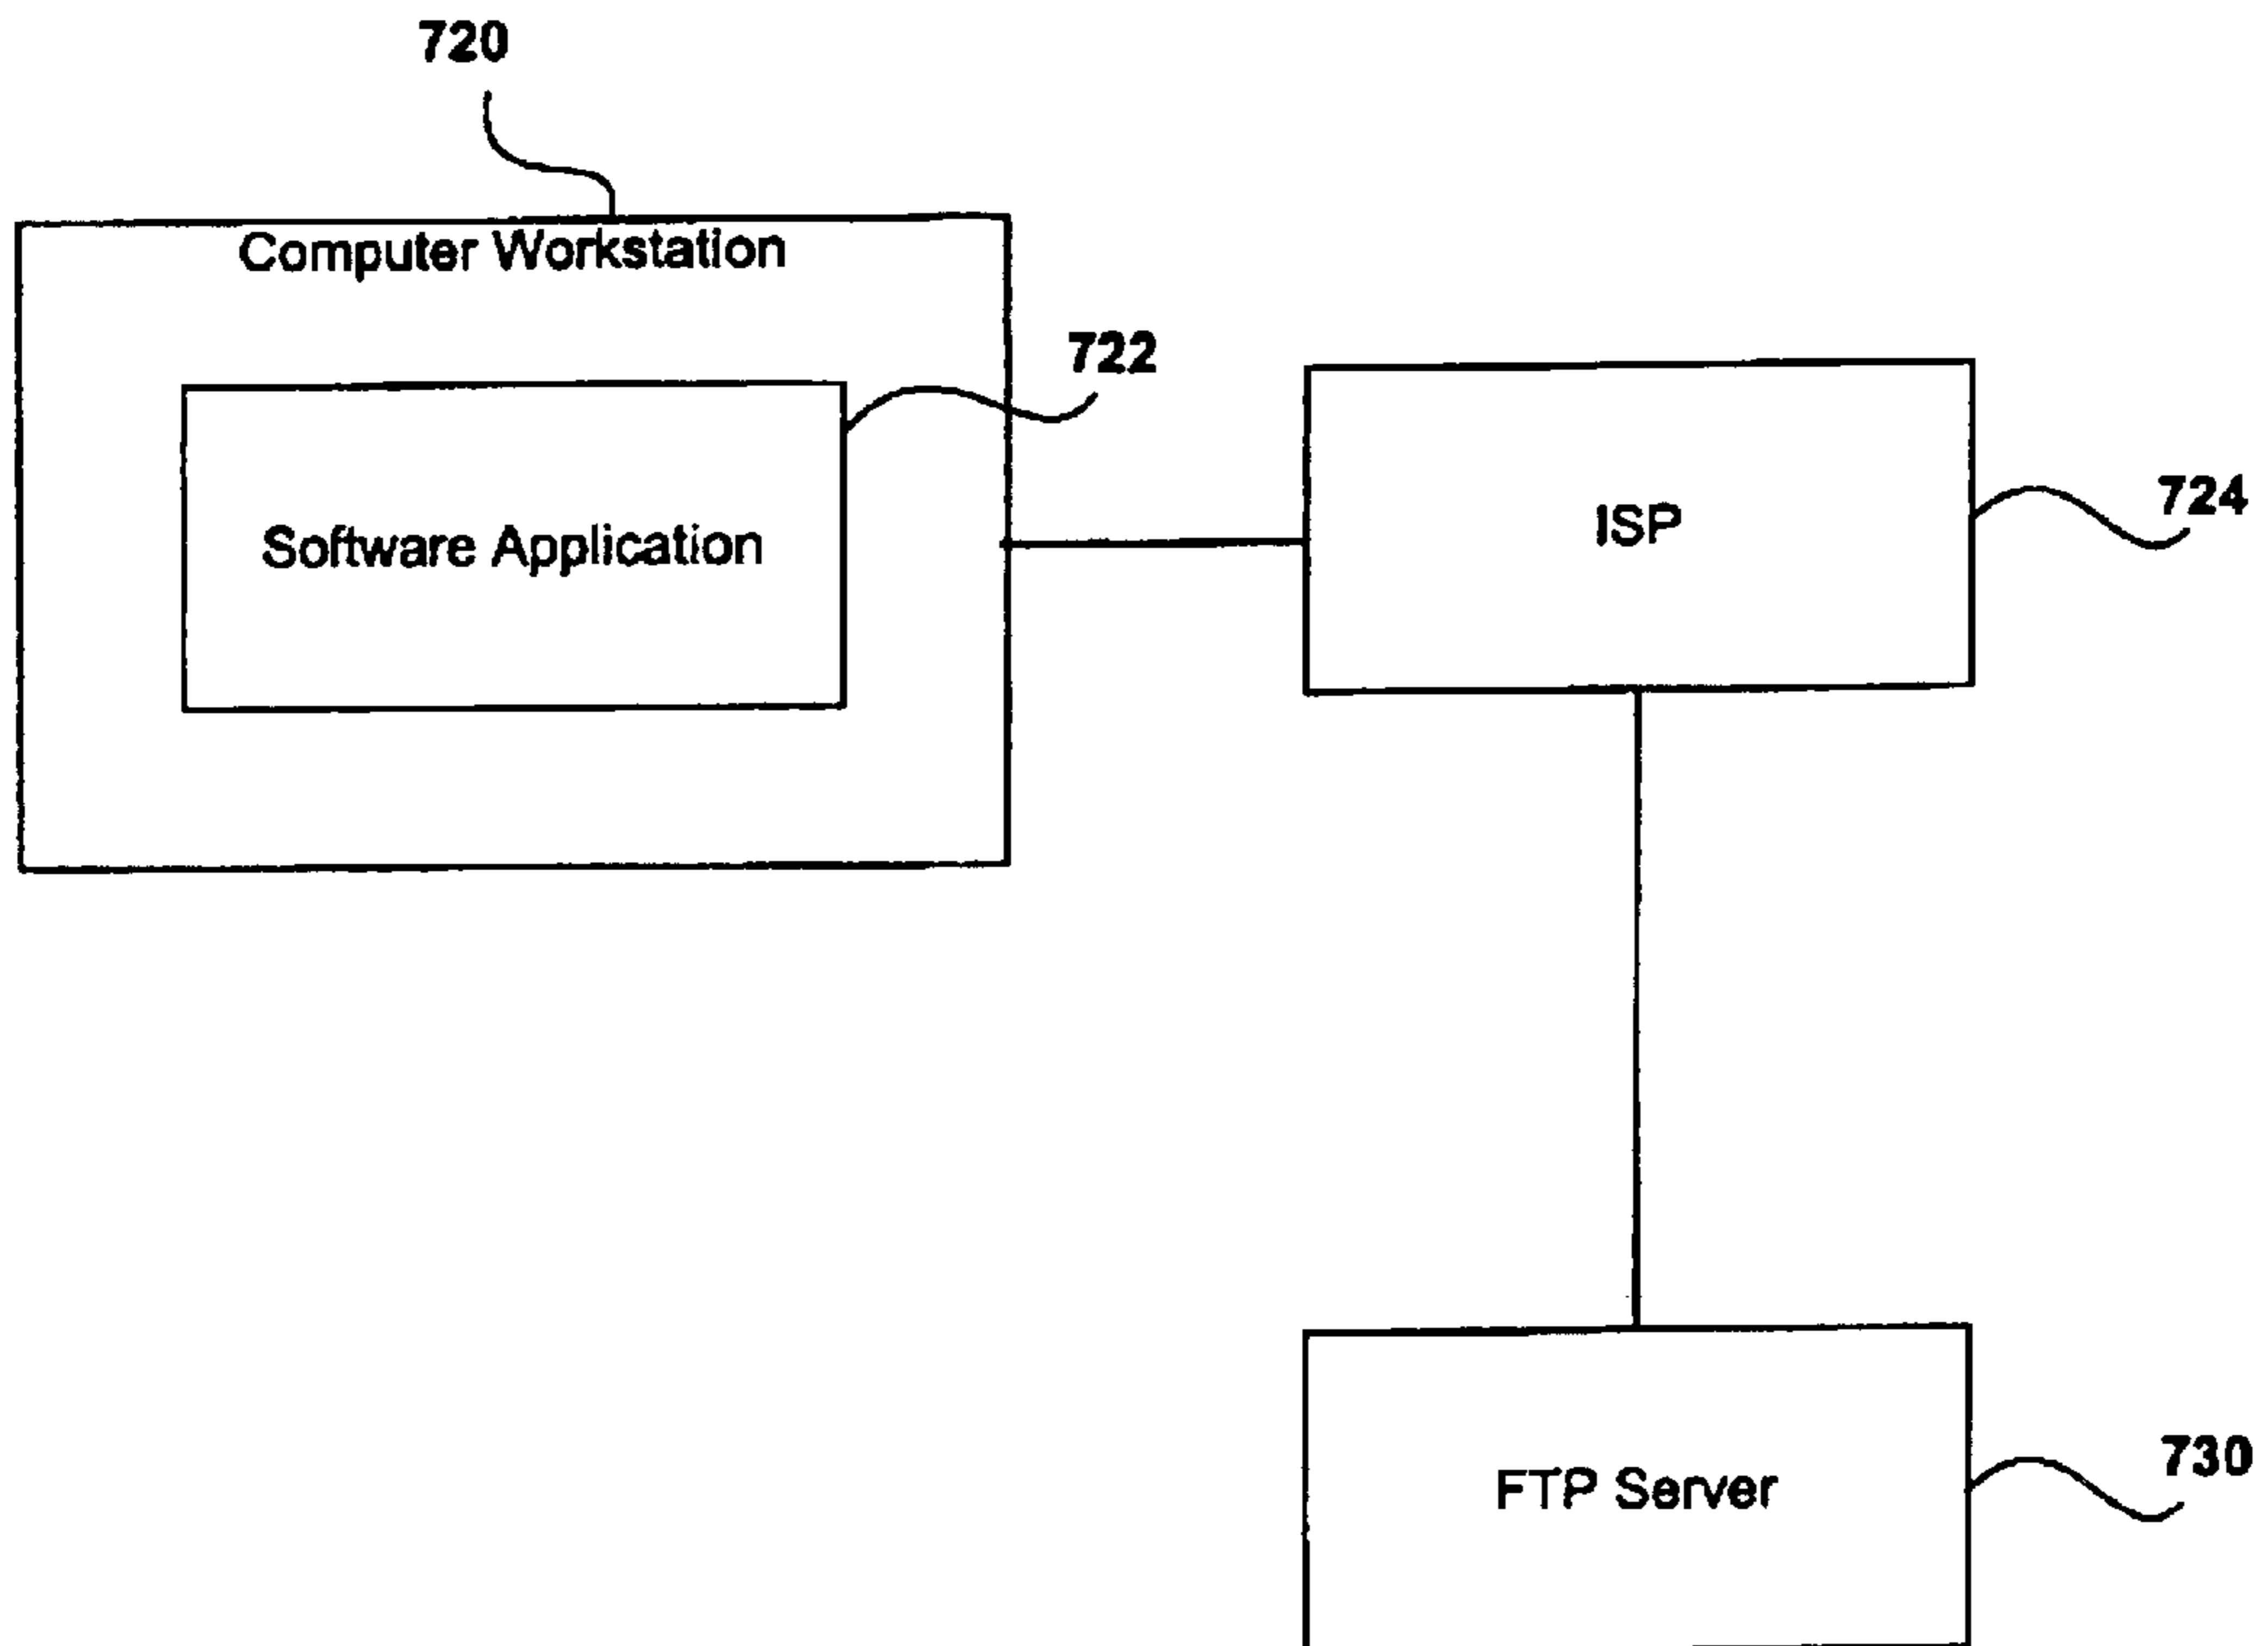 720
Computer Workstation
722
Software Application
ISP
724
FTP Server
730